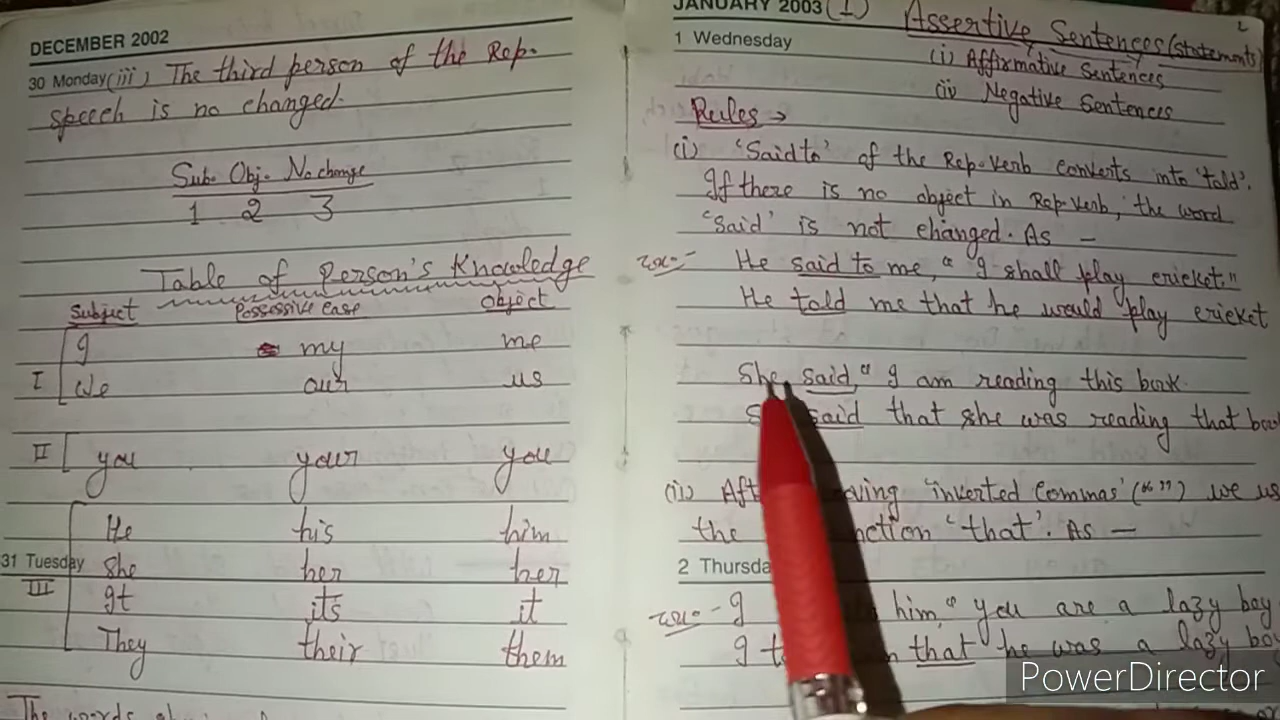 DECEMBER 2002
30 Monday (iii) The third person of the Rep.
speech is no changed.
Sub. Obj. No change
1 2 3
Table of Person's Knowledge
Subject Possessive case Object
I
I my me
We our us
II
you your you
He his him
31 Tuesday She her her
III
It its it
They their them
JANUARY 2003 (1) Assertive Sentences (statements) 2
1 Wednesday (i) Affirmative Sentences
(ii) Negative Sentences
Rules →
(i) 'Said to' of the Rep. verb converts into 'told'.
If there is no object in Rep. verb, the word
'said' is not changed. As –
He said to me, "I shall play cricket."
He told me that he would play cricket
She said, "I am reading this book.
said that she was reading that
(ii) inverted commas (" ") we
the 'that'. As –
2
I him, "you are a lazy boy
I that he was a lazy
PowerDirector